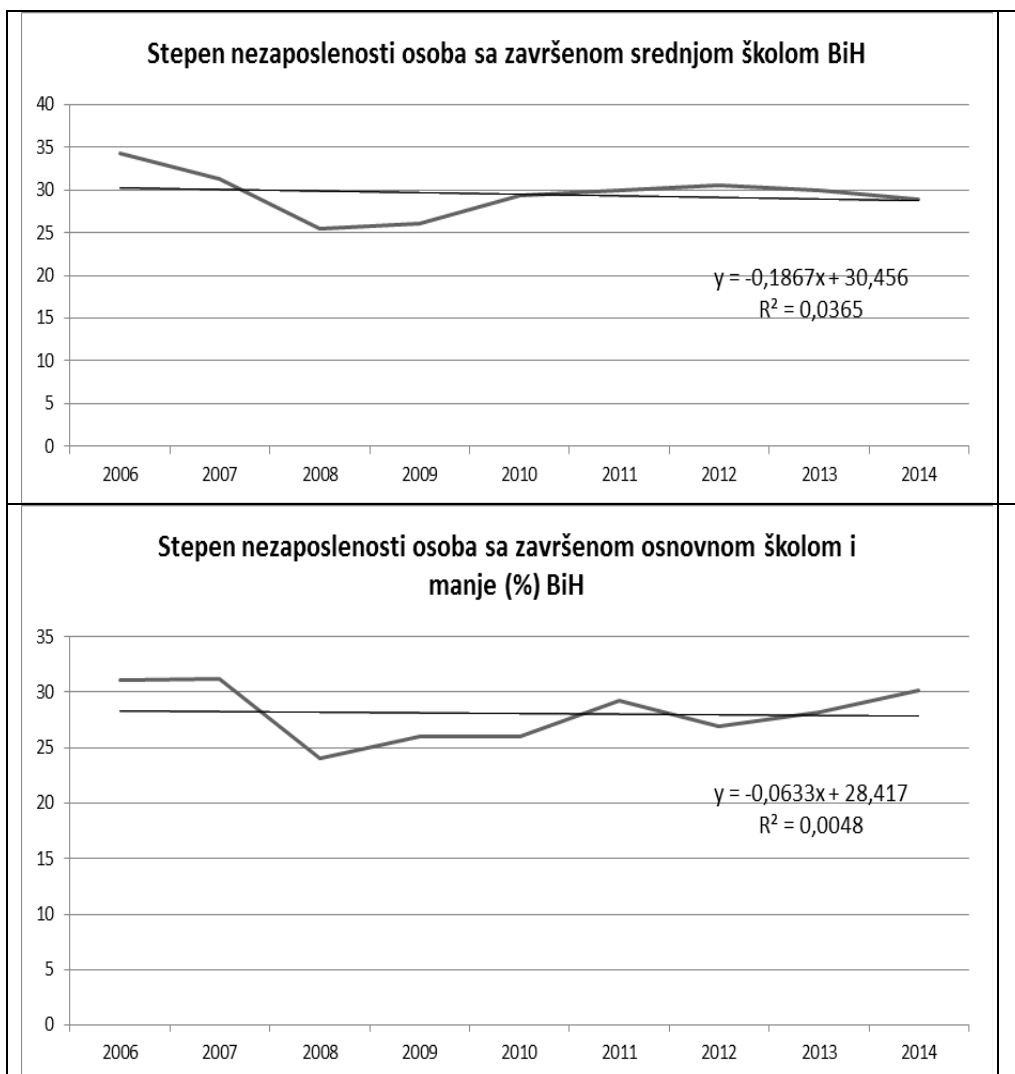 Stepen nezaposlenosti osoba sa završenom srednjom školom BiH
40
35
30
25
20
15
10
5
0
y = -0,1867x + 30,456
R² = 0,0365
2006 2007 2008 2009 2010 2011 2012 2013 2014
Stepen nezaposlenosti osoba sa završenom osnovnom školom i
manje (%) BiH
35
30
25
20
15
10
5
0
y = -0,0633x + 28,417
R² = 0,0048
2006 2007 2008 2009 2010 2011 2012 2013 2014